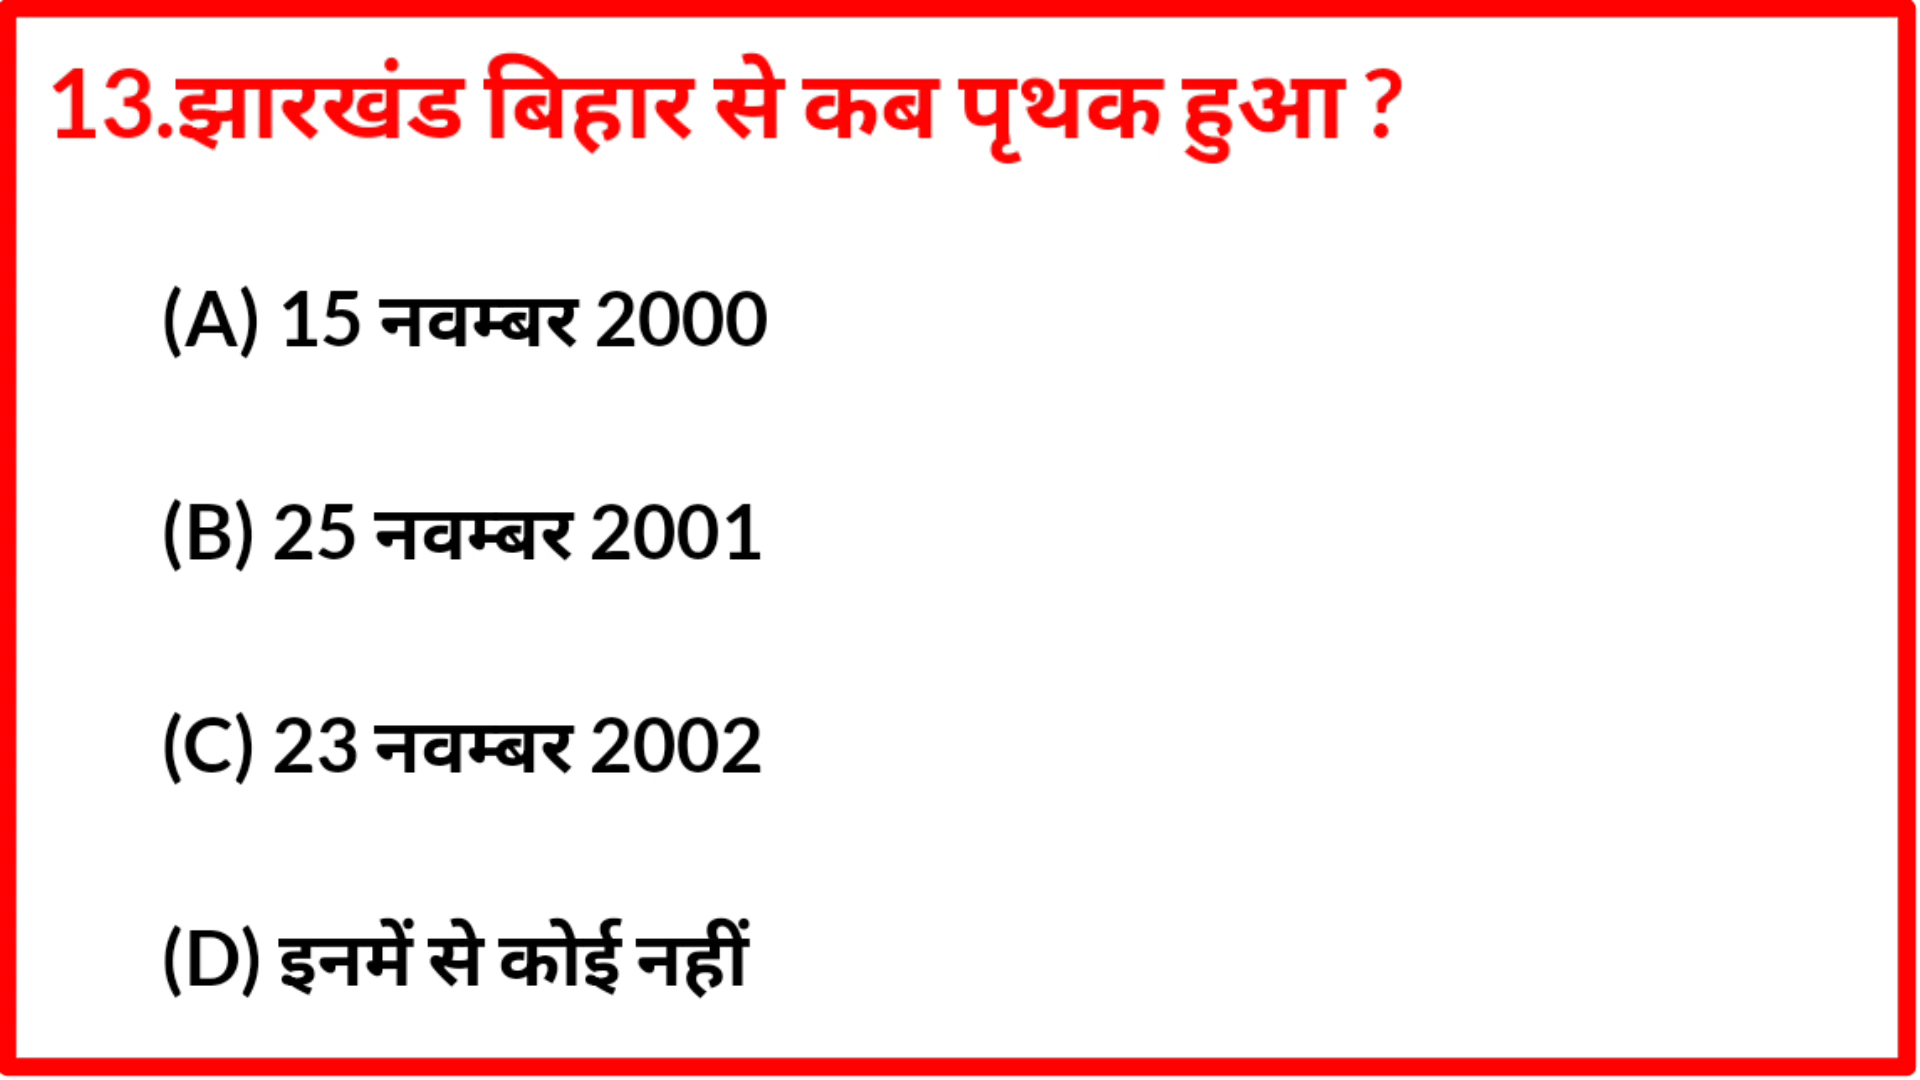 13.झारखंड बिहार से कब पृथक हुआ ?
(A) 15 नवम्बर 2000
(B) 25 नवम्बर 2001
(C) 23 नवम्बर 2002
(D) इनमें से कोई नहीं